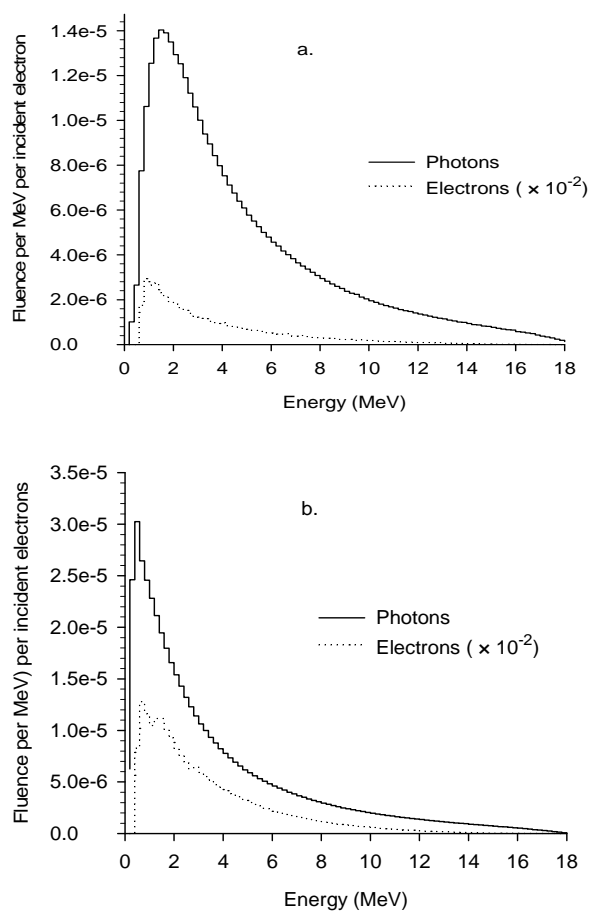 a.
1.4e-5
1.2e-5
1.0e-5
8.0e-6
6.0e-6
4.0e-6
2.0e-6
0.0
Fluence per MeV per incident electron
Photons
Electrons ( × 10-2)
0 2 4 6 8 10 12 14 16 18
Energy (MeV)
b.
3.5e-5
3.0e-5
2.5e-5
2.0e-5
1.5e-5
1.0e-5
5.0e-6
0.0
Fluence per MeV) per incident electrons
Photons
Electrons ( × 10-2)
0 2 4 6 8 10 12 14 16 18
Energy (MeV)